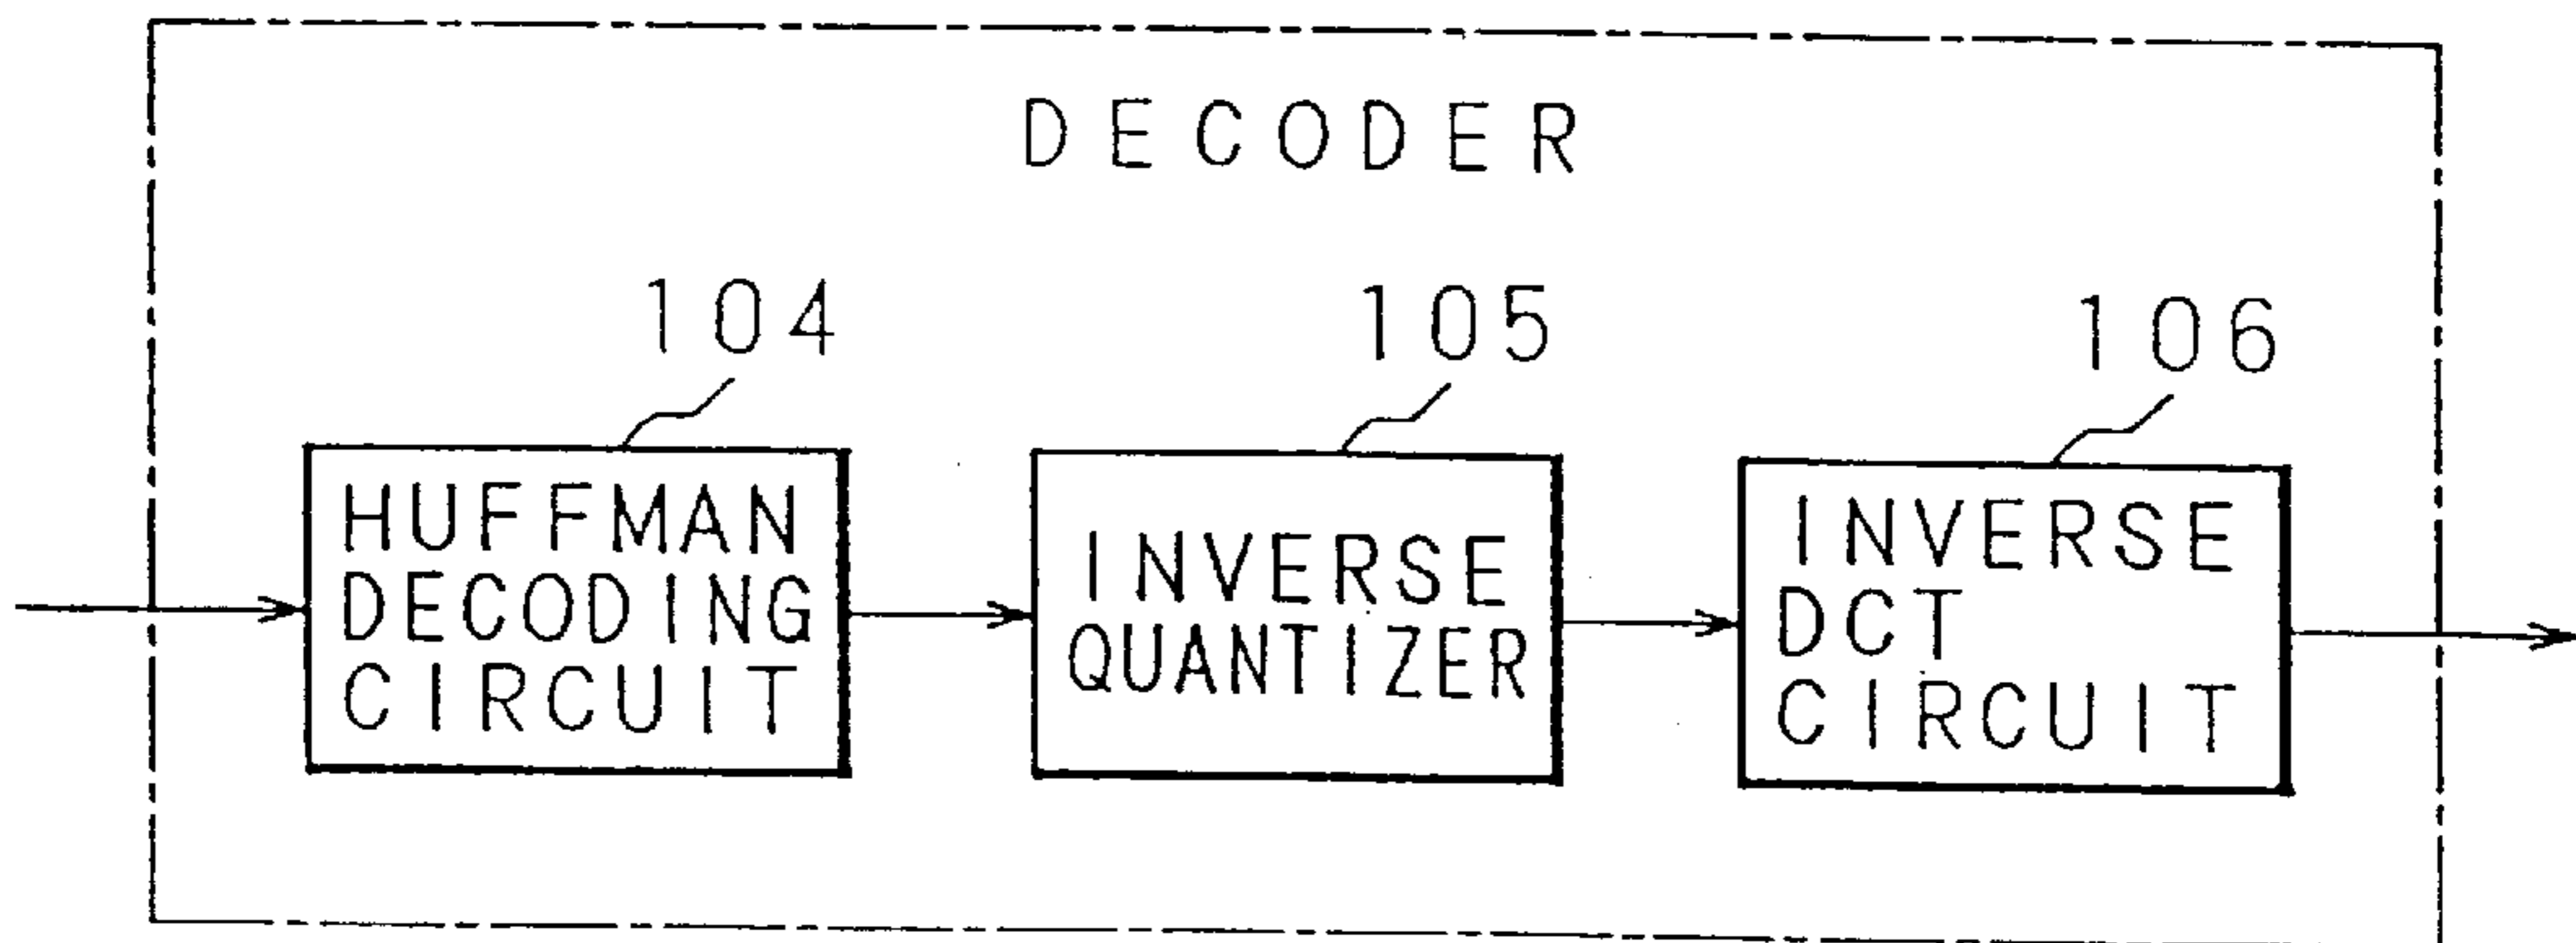 DECODER
104
105
106
HUFFMAN
DECODING
CIRCUIT
INVERSE
QUANTIZER
INVERSE
DCT
CIRCUIT